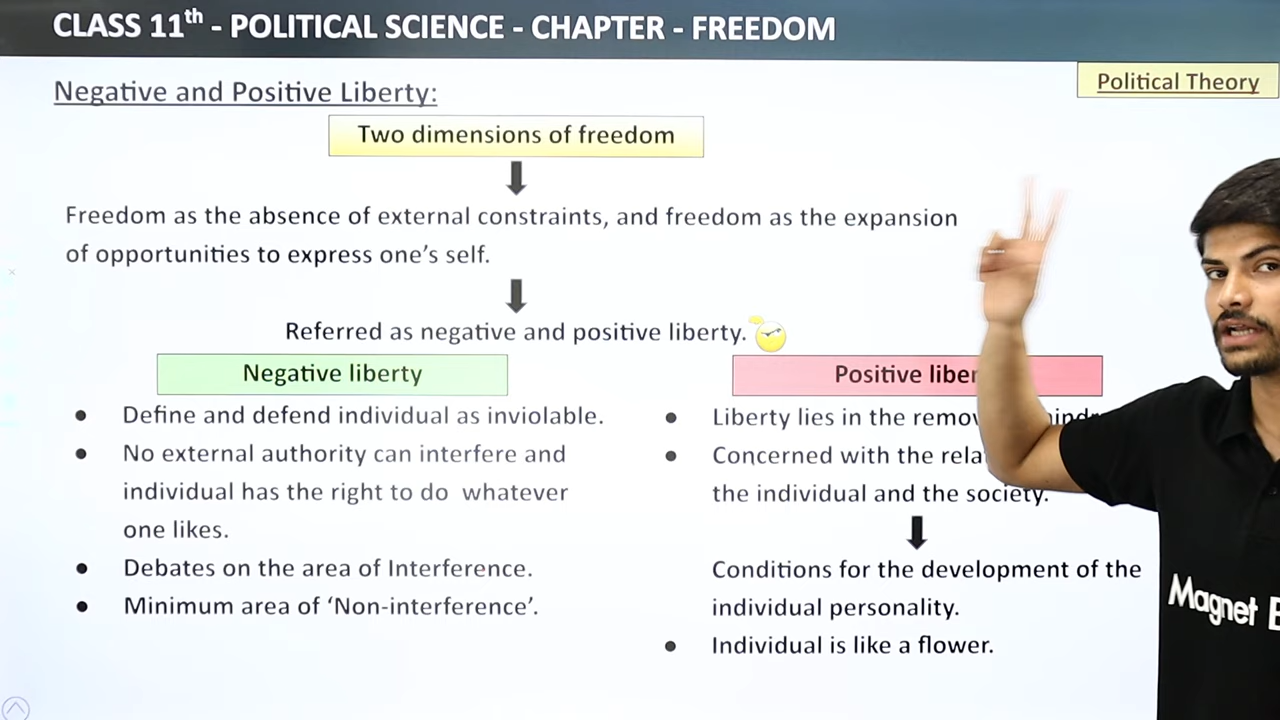 CLASS 11th - POLITICAL SCIENCE - CHAPTER - FREEDOM
Political Theory
Negative and Positive Liberty:
Two dimensions of freedom
Freedom as the absence of external constraints, and freedom as the expansion
of opportunities to express one's self.
Referred as negative and positive liberty.
Negative liberty
● Define and defend individual as inviolable.
● No external authority can interfere and
individual has the right to do whatever
one likes.
● Debates on the area of Interference.
● Minimum area of 'Non-interference'.
Positive
● Liberty lies in the
● Concerned with the
the individual and the society.
Conditions for the development of the
individual personality.
● Individual is like a flower.
Magnet